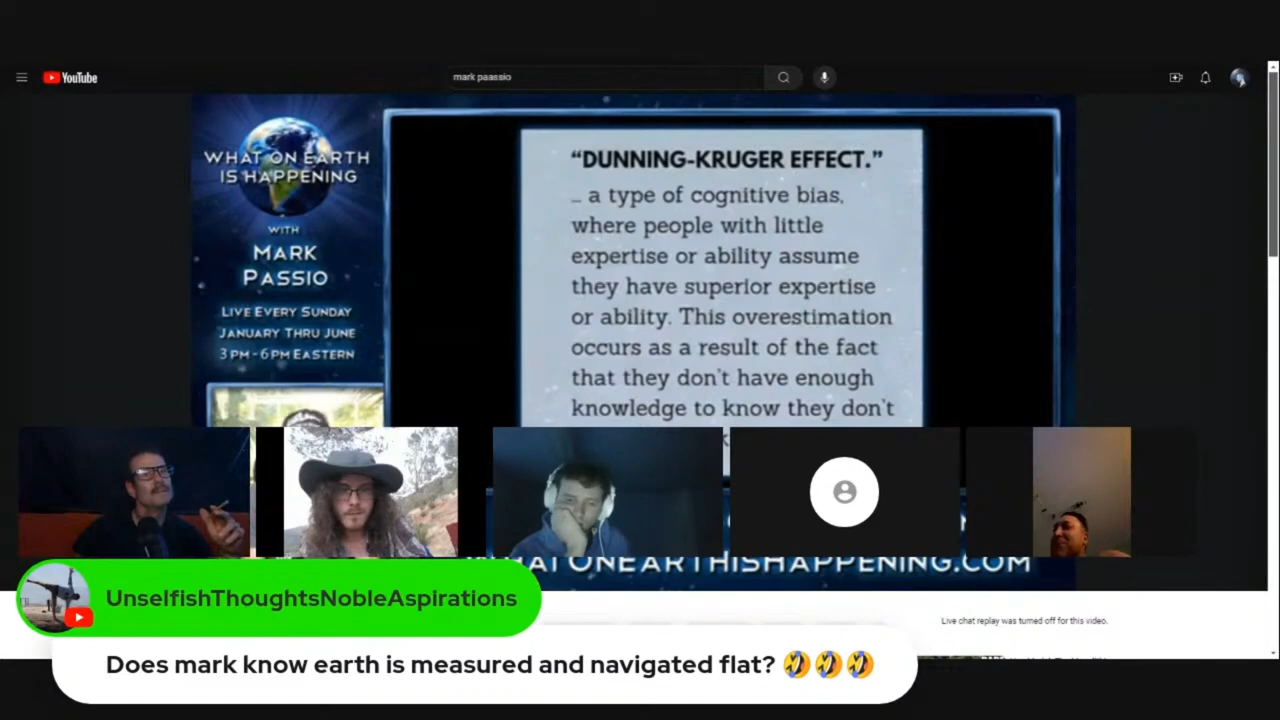 YouTube
mark paassio
WHAT ON EARTH
IS HAPPENING
WITH
MARK
PASSIO
LIVE EVERY SUNDAY
JANUARY THRU JUNE
3 PM - 6 PM EASTERN
“DUNNING-KRUGER EFFECT.”
... a type of cognitive bias,
where people with little
expertise or ability assume
they have superior expertise
or ability. This overestimation
occurs as a result of the fact
that they don't have enough
knowledge to know they don't
WHATONEARTHISHAPPENING.COM
UnselfishThoughtsNobleAspirations
Live chat replay was turned off for this video.
Does mark know earth is measured and navigated flat? 🤣🤣🤣